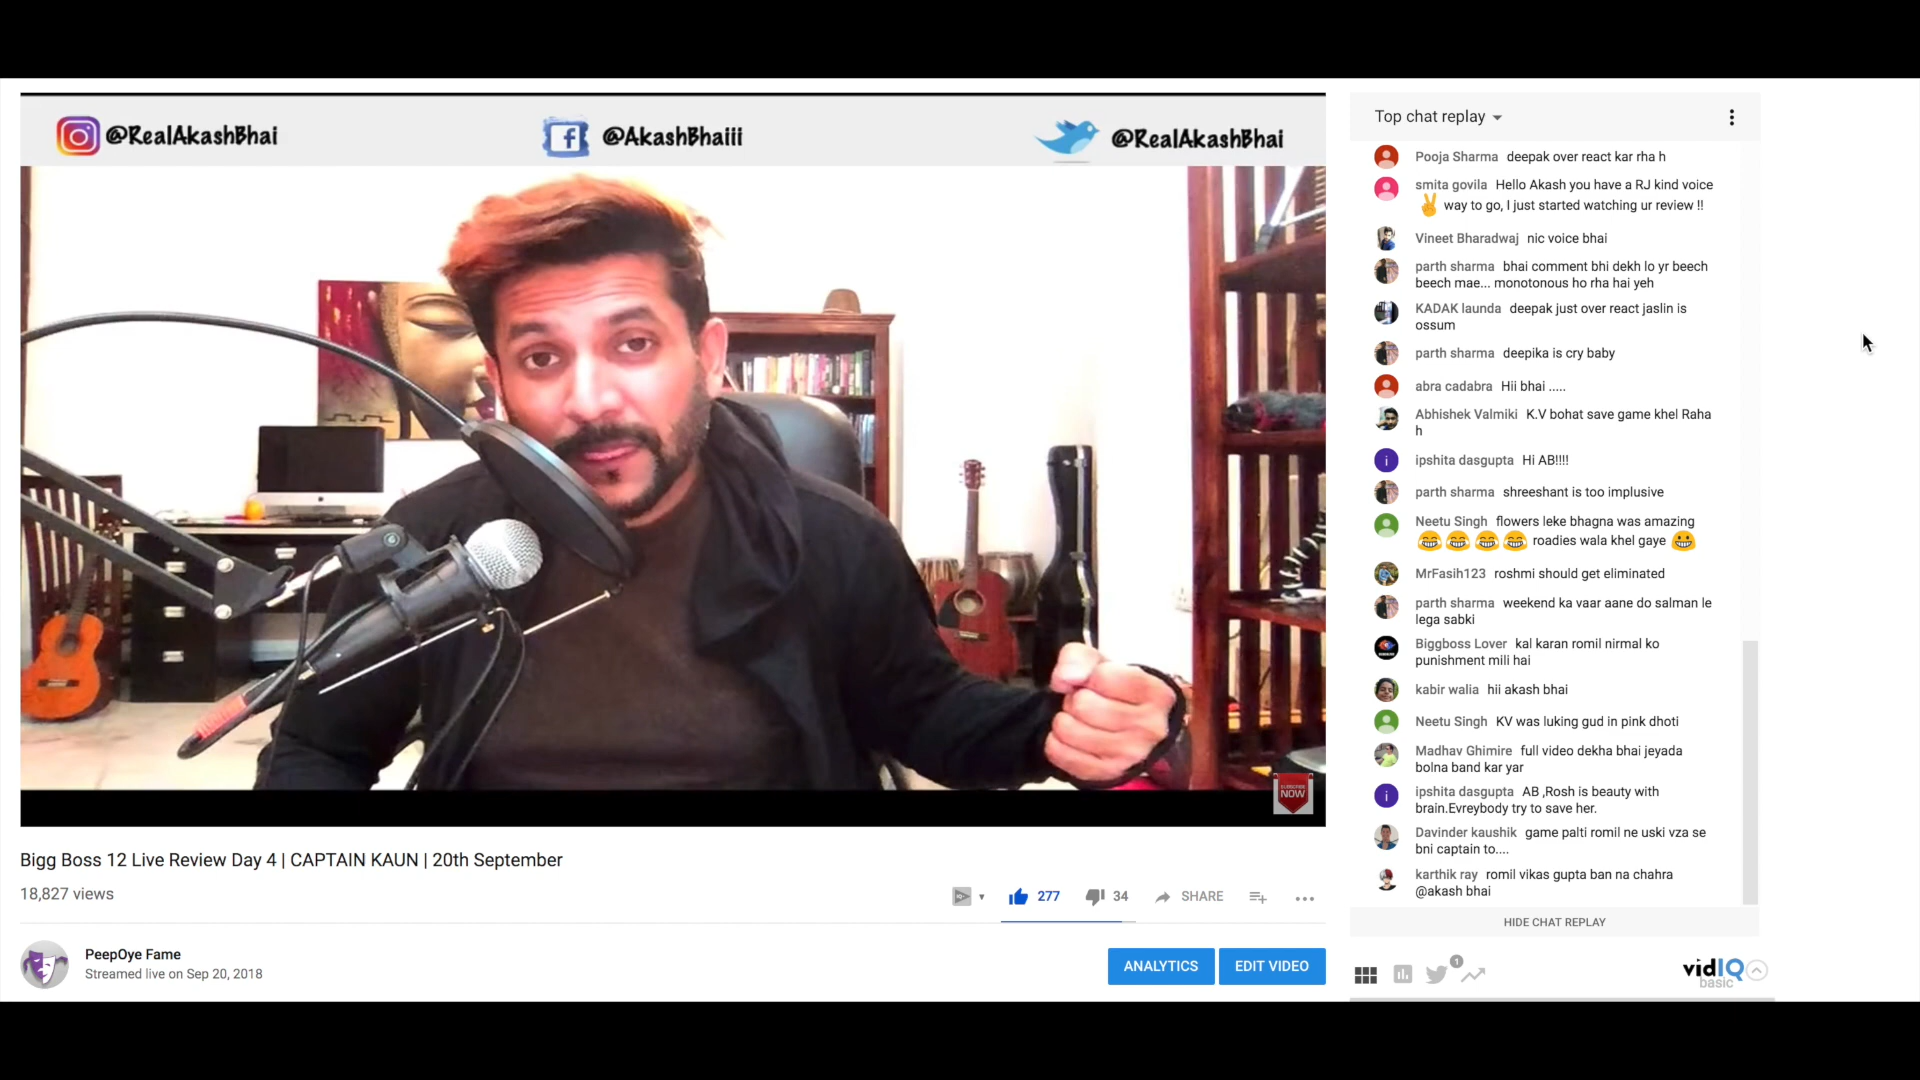 @RealAkashBhai
@AkashBhaiii
@RealAkashBhai
SUBSCRIBE
NOW
Bigg Boss 12 Live Review Day 4 | CAPTAIN KAUN | 20th September
18,827 views
277
34
SHARE
PeepOye Fame
Streamed live on Sep 20, 2018
ANALYTICS
EDIT VIDEO
Top chat replay
Pooja Sharma deepak over react kar rha h
smita govila Hello Akash you have a RJ kind voice
✌ way to go, I just started watching ur review !!
Vineet Bharadwaj nic voice bhai
parth sharma bhai comment bhi dekh lo yr beech
beech mae... monotonous ho rha hai yeh
KADAK launda deepak just over react jaslin is
ossum
parth sharma deepika is cry baby
abra cadabra Hii bhai .....
Abhishek Valmiki K.V bohat save game khel Raha
h
i
ipshita dasgupta Hi AB!!!!
parth sharma shreeshant is too implusive
Neetu Singh flowers leke bhagna was amazing
😂 😂 😂 😂 roadies wala khel gaye 😀
MrFasih123 roshmi should get eliminated
parth sharma weekend ka vaar aane do salman le
lega sabki
Biggboss Lover kal karan romil nirmal ko
punishment mili hai
kabir walia hii akash bhai
Neetu Singh KV was luking gud in pink dhoti
Madhav Ghimire full video dekha bhai jeyada
bolna band kar yar
i
ipshita dasgupta AB ,Rosh is beauty with
brain.Evreybody try to save her.
Davinder kaushik game palti romil ne uski vza se
bni captain to....
karthik ray romil vikas gupta ban na chahra
@akash bhai
HIDE CHAT REPLAY
1
vidIQ
basic